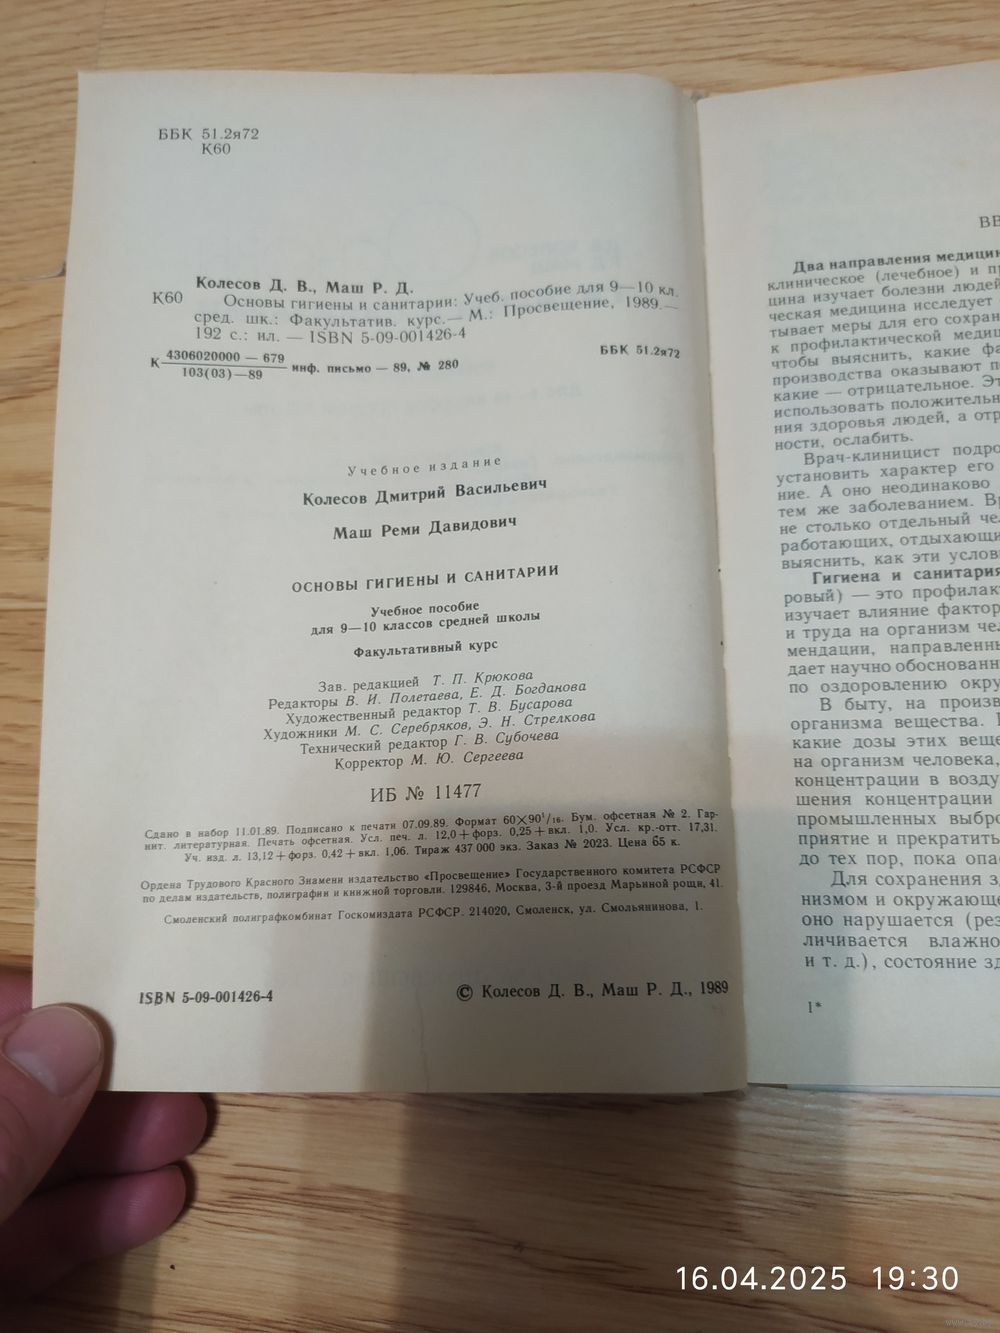 ББК 51.2я72
К60
Колесов Д. В., Маш Р. Д.
К60 Основы гигиены и санитарии: Учеб. пособие для 9—10 кл.
сред. шк.: Факультатив. курс.— М.: Просвещение, 1989.—
192 с.: ил. — ISBN 5-09-001426-4
К 4306020000 — 679
103(03)—89 инф. письмо — 89, № 280
ББК 51.2я72
Учебное издание
Колесов Дмитрий Васильевич
Маш Реми Давидович
ОСНОВЫ ГИГИЕНЫ И САНИТАРИИ
Учебное пособие
для 9—10 классов средней школы
Факультативный курс
Зав. редакцией Т. П. Крюкова
Редакторы В. И. Полетаева, Е. Д. Богданова
Художественный редактор Т. В. Бусарова
Художники М. С. Серебряков, Э. Н. Стрелкова
Технический редактор Г. В. Субочева
Корректор М. Ю. Сергеева
ИБ № 11477
Сдано в набор 11.01.89. Подписано к печати 07.09.89. Формат 60×90¹/₁₆. Бум. офсетная № 2. Гар-
нит. литературная. Печать офсетная. Усл. печ. л. 12,0+форз. 0,25+вкл. 1,0. Усл. кр.-отт. 17,31.
Уч. изд. л. 13,12+форз. 0,42+вкл. 1,06. Тираж 437 000 экз. Заказ № 2023. Цена 65 к.
Ордена Трудового Красного Знамени издательство «Просвещение» Государственного комитета РСФСР
по делам издательств, полиграфии и книжной торговли. 129846, Москва, 3-й проезд Марьиной рощи, 41.
Смоленский полиграфкомбинат Госкомиздата РСФСР. 214020, Смоленск, ул. Смольянинова, 1.
ISBN 5-09-001426-4
© Колесов Д. В., Маш Р. Д., 1989
ВВ
Два направления медицин
клиническое (лечебное) и пр
цина изучает болезни людей
ческая медицина исследует
тывает меры для его сохран
к профилактической медиц
чтобы выяснить, какие фа
производства оказывают по
какие — отрицательное. Эт
использовать положительн
ния здоровья людей, а отр
ности, ослабить.
Врач-клиницист подро
установить характер его
ние. А оно неодинаково
тем же заболеванием. Вр
не столько отдельный че
работающих, отдыхающи
выяснить, как эти услов
Гигиена и санитария
ровый) — это профилак
изучает влияние фактор
и труда на организм чел
мендации, направленны
дает научно обоснованн
по оздоровлению окру
В быту, на произв
организма вещества.
какие дозы этих веще
на организм человека,
концентрации в возду
шения концентрации
промышленных выбро
приятие и прекратить
до тех пор, пока опас
Для сохранения зд
низмом и окружающе
оно нарушается (рез
личивается влажно
и т. д.), состояние зд
1*
16.04.2025 19:30